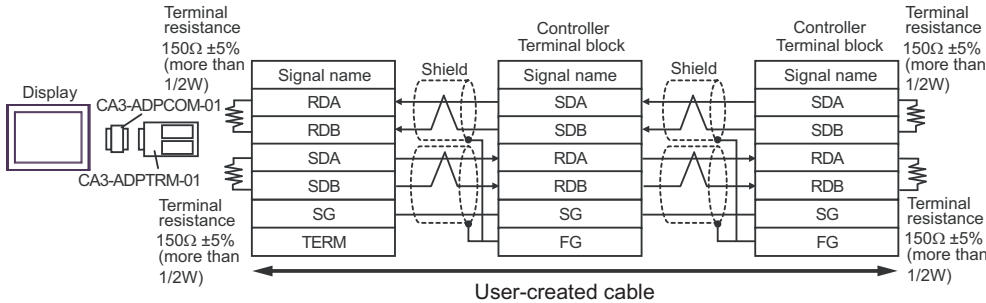 Terminal
resistance
150Ω ±5%
(more than
1/2W)
Display
CA3-ADPCOM-01
CA3-ADPTRM-01
Terminal
resistance
150Ω ±5%
(more than
1/2W)
Signal name
RDA
RDB
SDA
SDB
SG
TERM
Shield
Controller
Terminal block
Signal name
SDA
SDB
RDA
RDB
SG
FG
Shield
Controller
Terminal block
Signal name
SDA
SDB
RDA
RDB
SG
FG
Terminal
resistance
150Ω ±5%
(more than
1/2W)
Terminal
resistance
150Ω ±5%
(more than
1/2W)
User-created cable